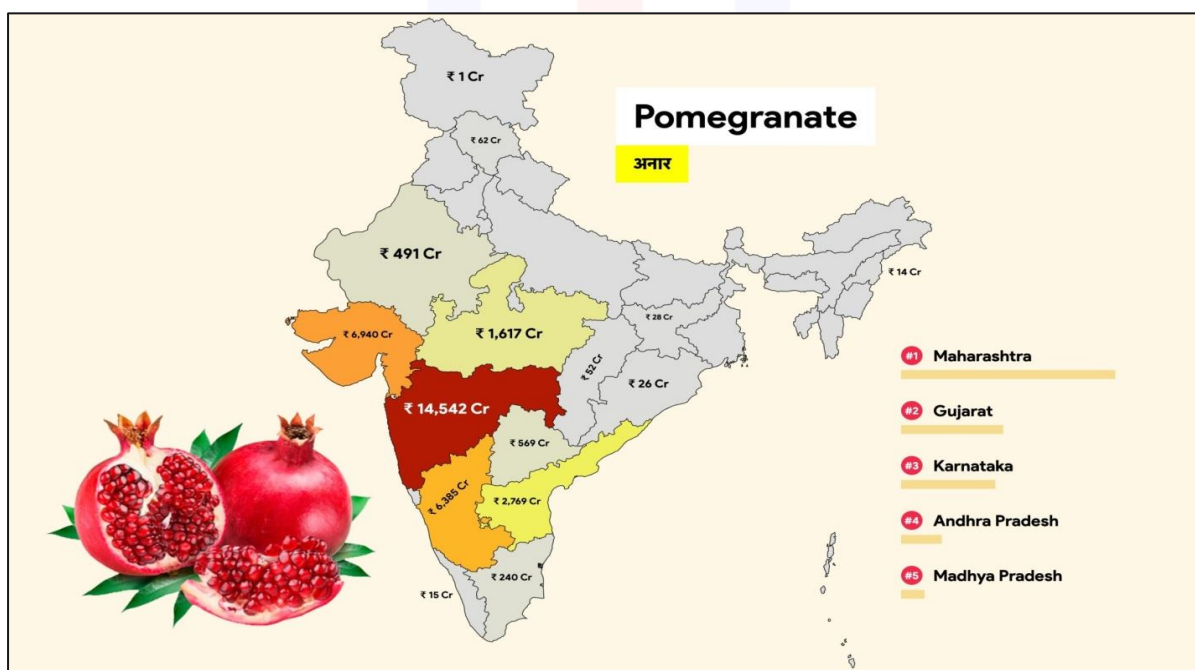 ₹ 1 Cr
Pomegranate
अनार
₹ 62 Cr
₹ 491 Cr
₹ 14 Cr
₹ 6,940 Cr
₹ 1,617 Cr
₹ 28 Cr
₹ 52 Cr
₹ 26 Cr
₹ 14,542 Cr
₹ 569 Cr
₹ 6,385 Cr
₹ 2,769 Cr
₹ 240 Cr
₹ 15 Cr
#1 Maharashtra
#2 Gujarat
#3 Karnataka
#4 Andhra Pradesh
#5 Madhya Pradesh